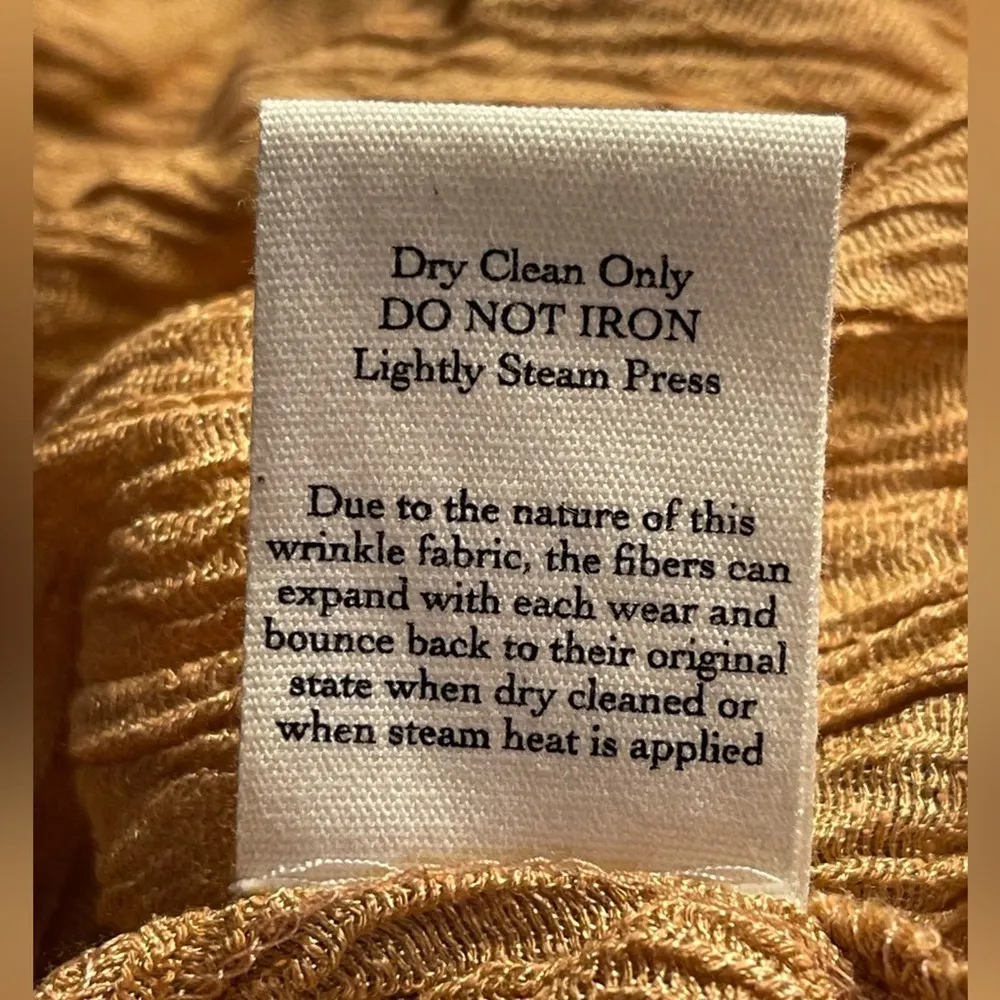 Dry Clean Only
DO NOT IRON
Lightly Steam Press
Due to the nature of this
wrinkle fabric, the fibers can
expand with each wear and
bounce back to their original
state when dry cleaned or
when steam heat is applied